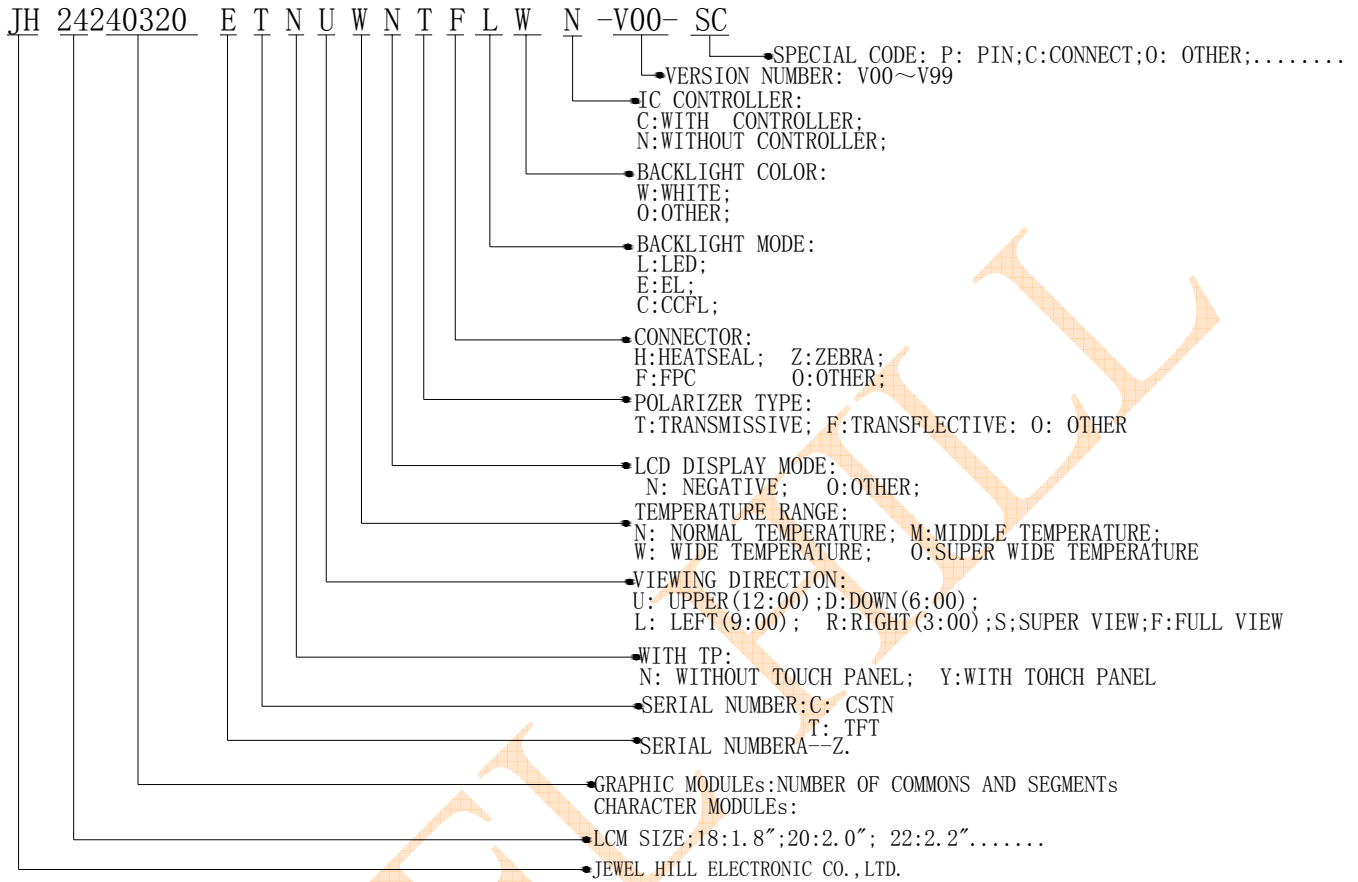 JH 24240320 E T N U W N T F L W N -V00- SC
SPECIAL CODE: P: PIN;C:CONNECT;O: OTHER;........
VERSION NUMBER: V00～V99
IC CONTROLLER:
C:WITH CONTROLLER;
N:WITHOUT CONTROLLER;
BACKLIGHT COLOR:
W:WHITE;
O:OTHER;
BACKLIGHT MODE:
L:LED;
E:EL;
C:CCFL;
CONNECTOR:
H:HEATSEAL; Z:ZEBRA;
F:FPC O:OTHER;
POLARIZER TYPE:
T:TRANSMISSIVE; F:TRANSFLECTIVE: O: OTHER
LCD DISPLAY MODE:
N: NEGATIVE; O:OTHER;
TEMPERATURE RANGE:
N: NORMAL TEMPERATURE; M:MIDDLE TEMPERATURE;
W: WIDE TEMPERATURE; O:SUPER WIDE TEMPERATURE
VIEWING DIRECTION:
U: UPPER(12:00);D:DOWN(6:00);
L: LEFT(9:00); R:RIGHT(3:00);S;SUPER VIEW;F:FULL VIEW
WITH TP:
N: WITHOUT TOUCH PANEL; Y:WITH TOHCH PANEL
SERIAL NUMBER:C: CSTN
T: TFT
SERIAL NUMBERA--Z.
GRAPHIC MODULEs:NUMBER OF COMMONS AND SEGMENTs
CHARACTER MODULEs:
LCM SIZE;18:1.8″;20:2.0″; 22:2.2″.......
JEWEL HILL ELECTRONIC CO.,LTD.
EL HILL